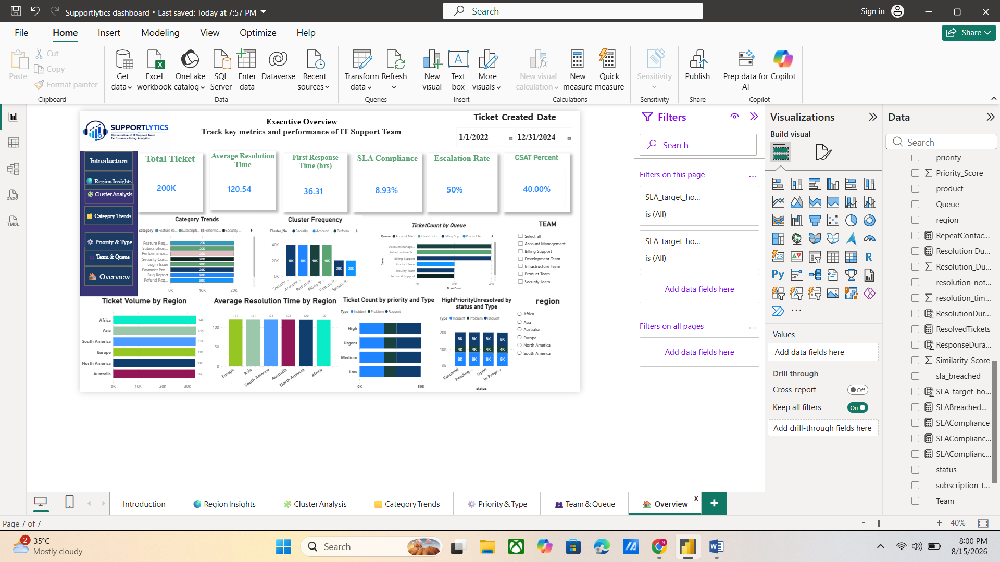 Supportlytics dashboard • Last saved: Today at 7:57 PM
Search
Sign in
File Home Insert Modeling View Optimize Help
Share
Paste
Cut
Copy
Format painter
Clipboard
Get data
Excel workbook
OneLake catalog
SQL Server
Enter data
Dataverse
Recent sources
Data
Transform data
Refresh
Queries
New visual
Text box
More visuals
Insert
New visual calculation
New measure
Quick measure
Calculations
Sensitivity
Sensitivity
Publish
Share
Prep data for AI
Copilot
Copilot
SUPPORTLYTICS
Optimization of IT Support Team
Performance Using Analytics
Executive Overview
Track key metrics and performance of IT Support Team
Ticket_Created_Date
1/1/2022 12/31/2024
Introduction
Region Insights
Cluster Analysis
Category Trends
Priority & Type
Team & Queue
Overview
Total Ticket
200K
Average Resolution Time
120.54
First Response Time (hrs)
36.31
SLA Compliance
8.93%
Escalation Rate
50%
CSAT Percent
40.00%
Category Trends
category Feature Re... Subscripti... Performa... Security ...
Feature Req... 20K
Subscription... 20K
Performance... 20K
Security Con... 20K
Login Issue 20K
Payment Pro... 20K
Bug Report 20K
Refund Req... 20K
0K 10K 20K
Cluster Frequency
Cluster_Na... Security ... Account ... Perform...
40K
20K
0K
40K 40K 40K 40K 20K 20K
Security ... Account ... Performa... Billing &... Feature R... System B...
TicketCount by Queue
Queue Account Man... Infrastructur... Billing Sup... Product Te...
Queue
Account Manage...
Infrastructure Te...
Billing Support
Product Team
Security Team
Technical Support
0K 20K 40K
TicketCount
TEAM
Select all
Account Management
Billing Support
Development Team
Infrastructure Team
Product Team
Security Team
Ticket Volume by Region
Africa 34K
Asia 34K
South America 33K
Europe 33K
North America 33K
Australia 33K
0K 10K 20K 30K
Average Resolution Time by Region
100
50
0
121 121 121 121 120 120
Europe Asia South America Australia North America Africa
Ticket Count by priority and Type
Type Incident Problem Request
High
Urgent
Medium
Low
0K 50K
HighPriorityUnresolved by status and Type
Type Incident Problem Request
20K
10K
0K
8K 8K 8K 8K
4K 4K 4K 4K
8K 8K 8K 8K
Resolved Pending... Open In Progr...
status
region
Africa
Asia
Australia
Europe
North America
South America
Filters
Search
Filters on this page ...
SLA_target_ho...
is (All)
SLA_target_ho...
is (All)
Add data fields here
Filters on all pages ...
Add data fields here
Visualizations
Build visual
123
R
Py
...
Values
Add data fields here
Drill through
Cross-report Off
Keep all filters On
Add drill-through fields here
Data
Search
priority
Priority_Score
product
Queue
region
RepeatContac...
Resolution Du...
Resolution_Du...
resolution_not...
resolution_tim...
ResolutionDur...
ResolvedTickets
ResponseDura...
Similarity_Score
sla_breached
SLA_target_ho...
SLABreached...
SLACompliance
SLAComplianc...
SLAComplianc...
status
subscription_t...
Team
DAX
TMDL
Introduction Region Insights Cluster Analysis Category Trends Priority & Type Team & Queue Overview x +
Page 7 of 7
- + 40%
2
35°C
Mostly cloudy
Search
N
8:00 PM
8/15/2026